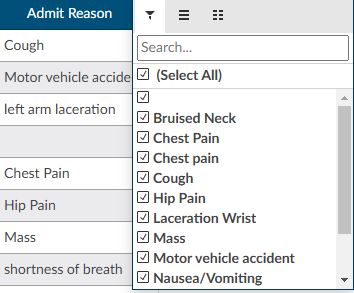 Admit Reason
Cough
Motor vehicle accide
left arm laceration
Chest Pain
Hip Pain
Mass
shortness of breath
Search...
(Select All)
Bruised Neck
Chest Pain
Chest pain
Cough
Hip Pain
Laceration Wrist
Mass
Motor vehicle accident
Nausea/Vomiting